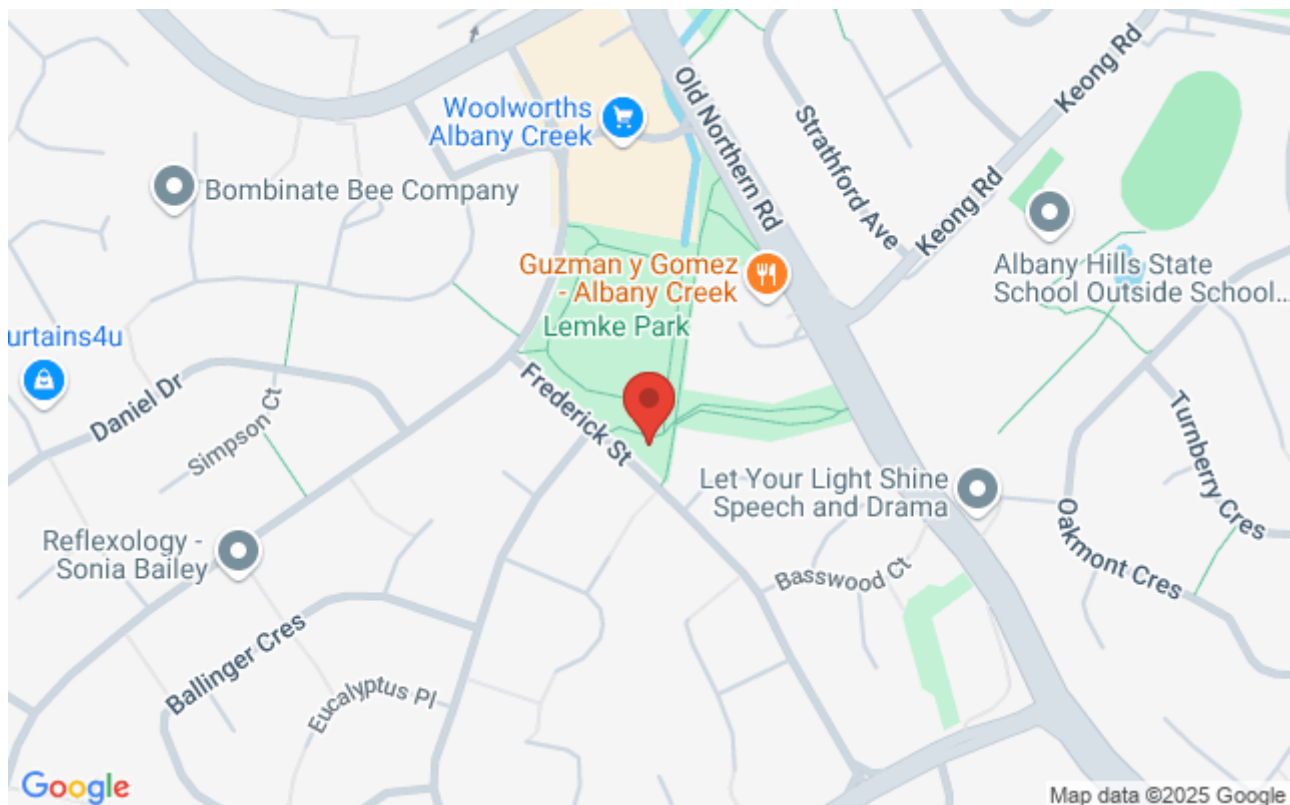 Woolworths
Albany Creek
Old Northern Rd
Strathford Ave
Keong Rd
Keong Rd
Bombinate Bee Company
Guzman y Gomez
- Albany Creek
Lemke Park
Albany Hills State
School Outside School...
urtains4u
Daniel Dr
Simpson Ct
Frederick St
Turnberry Cres
Let Your Light Shine
Speech and Drama
Oakmont Cres
Reflexology -
Sonia Bailey
Basswood Ct
Ballinger Cres
Eucalyptus Pl
Google
Map data ©2025 Google